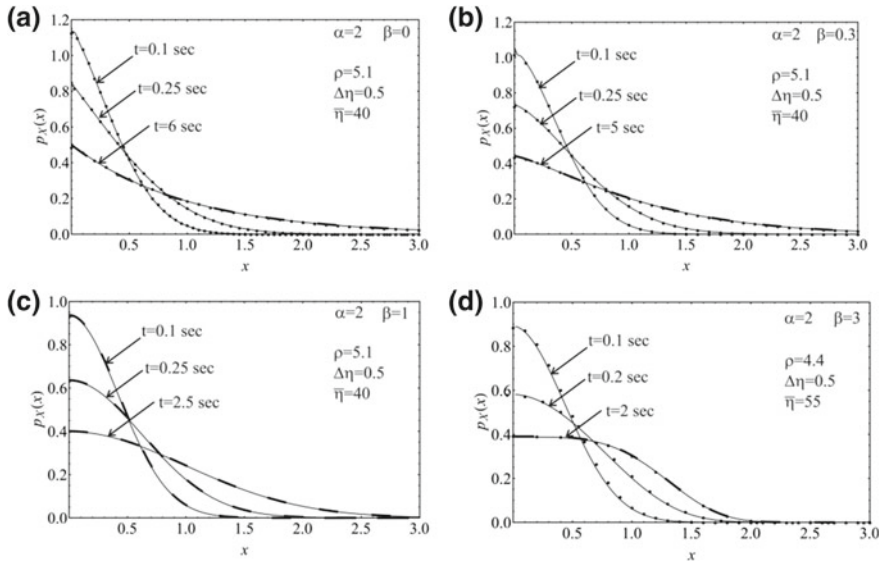 (a)
1.2
1.0
0.8
0.6
0.4
0.2
0.0
p_X(x)
t=0.1 sec
t=0.25 sec
t=6 sec
α=2 β=0
ρ=5.1
Δη=0.5
η̅=40
0.5 1.0 1.5 2.0 2.5 3.0
x
(b)
1.2
1.0
0.8
0.6
0.4
0.2
0.0
p_X(x)
t=0.1 sec
t=0.25 sec
t=5 sec
α=2 β=0.3
ρ=5.1
Δη=0.5
η̅=40
0.5 1.0 1.5 2.0 2.5 3.0
x
(c)
1.0
0.8
0.6
0.4
0.2
0.0
p_X(x)
t=0.1 sec
t=0.25 sec
t=2.5 sec
α=2 β=1
ρ=5.1
Δη=0.5
η̅=40
0.5 1.0 1.5 2.0 2.5 3.0
x
(d)
1.0
0.8
0.6
0.4
0.2
0.0
p_X(x)
t=0.1 sec
t=0.2 sec
t=2 sec
α=2 β=3
ρ=4.4
Δη=0.5
η̅=55
0.5 1.0 1.5 2.0 2.5 3.0
x